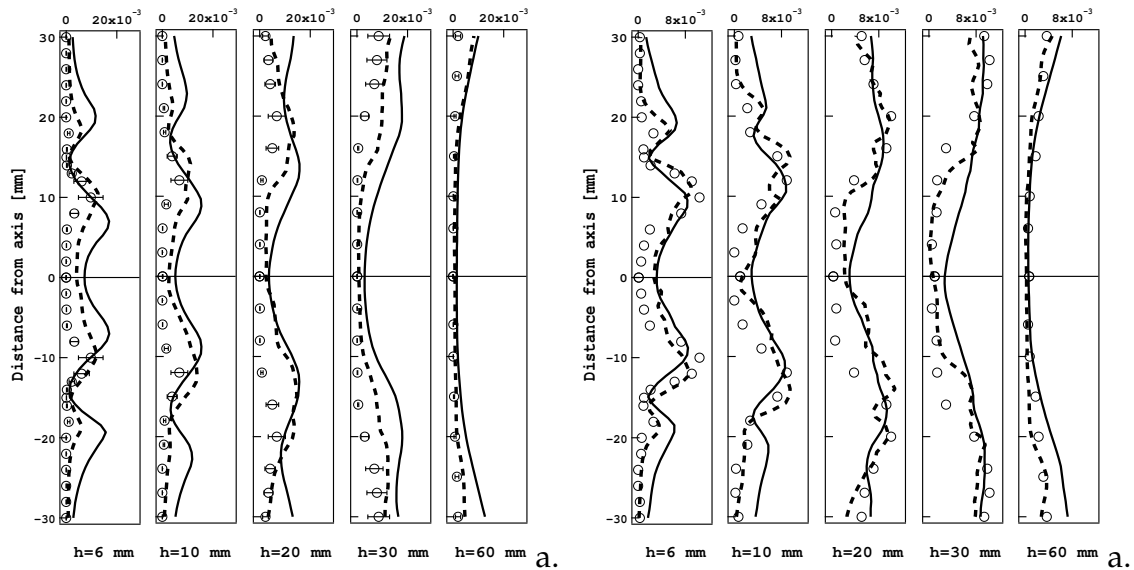 0 20x10⁻³ 0 20x10⁻³ 0 20x10⁻³ 0 20x10⁻³ 0 20x10⁻³
30
20
10
0
−10
−20
−30
Distance from axis [mm]
h=6 mm h=10 mm h=20 mm h=30 mm h=60 mm
a.
0 8x10⁻³ 0 8x10⁻³ 0 8x10⁻³ 0 8x10⁻³ 0 8x10⁻³
30
20
10
0
−10
−20
−30
Distance from axis [mm]
h=6 mm h=10 mm h=20 mm h=30 mm h=60 mm
a.